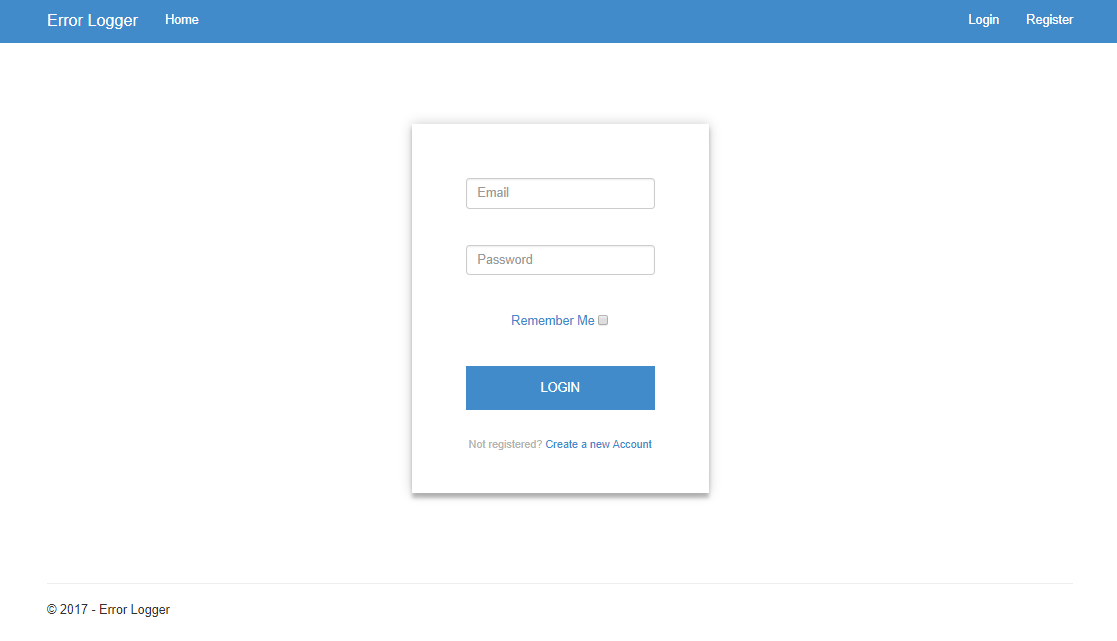 Error Logger Home Login Register
Email
Password
Remember Me
LOGIN
Not registered? Create a new Account
© 2017 - Error Logger